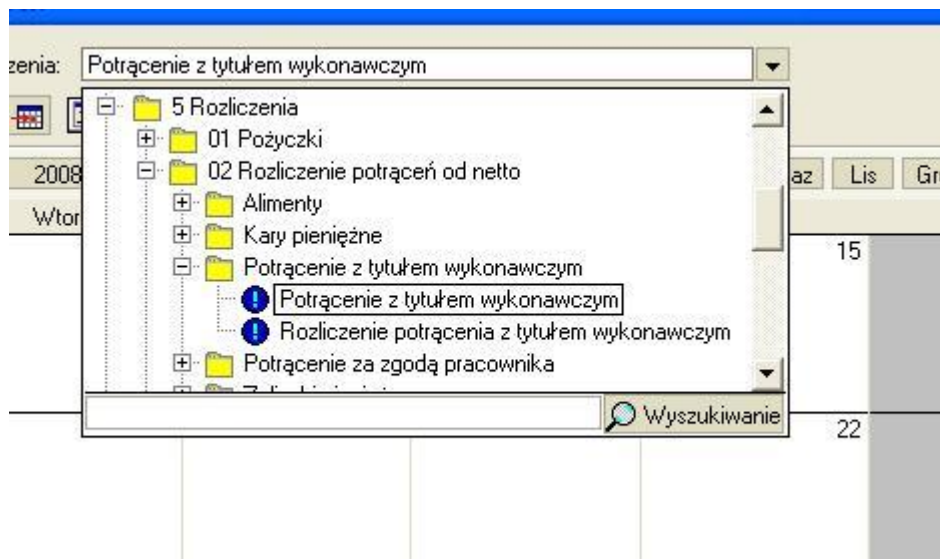 zenia: Potrącenie z tytułem wykonawczym
5 Rozliczenia
01 Pożyczki
02 Rozliczenie potrąceń od netto
2008
az Lis Gr
Alimenty
Wtor
Kary pieniężne
15
Potrącenie z tytułem wykonawczym
Potrącenie z tytułem wykonawczym
Rozliczenie potrącenia z tytułem wykonawczym
Potrącenie za zgodą pracownika
Wyszukiwanie
22